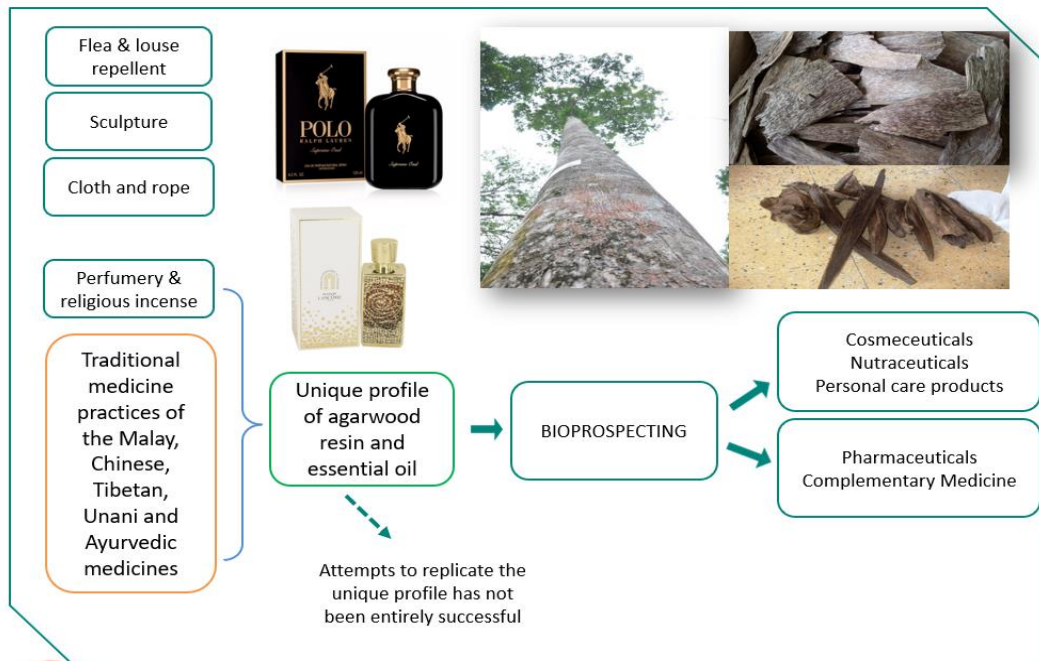 Flea & louse
repellent
Sculpture
Cloth and rope
Perfumery &
religious incense
Traditional
medicine
practices of
the Malay,
Chinese,
Tibetan,
Unani and
Ayurvedic
medicines
POLO
RALPH LAUREN
Supreme Oud
Unique profile
of agarwood
resin and
essential oil
Attempts to replicate the
unique profile has not
been entirely successful
BIOPROSPECTING
Cosmeceuticals
Nutraceuticals
Personal care products
Pharmaceuticals
Complementary Medicine